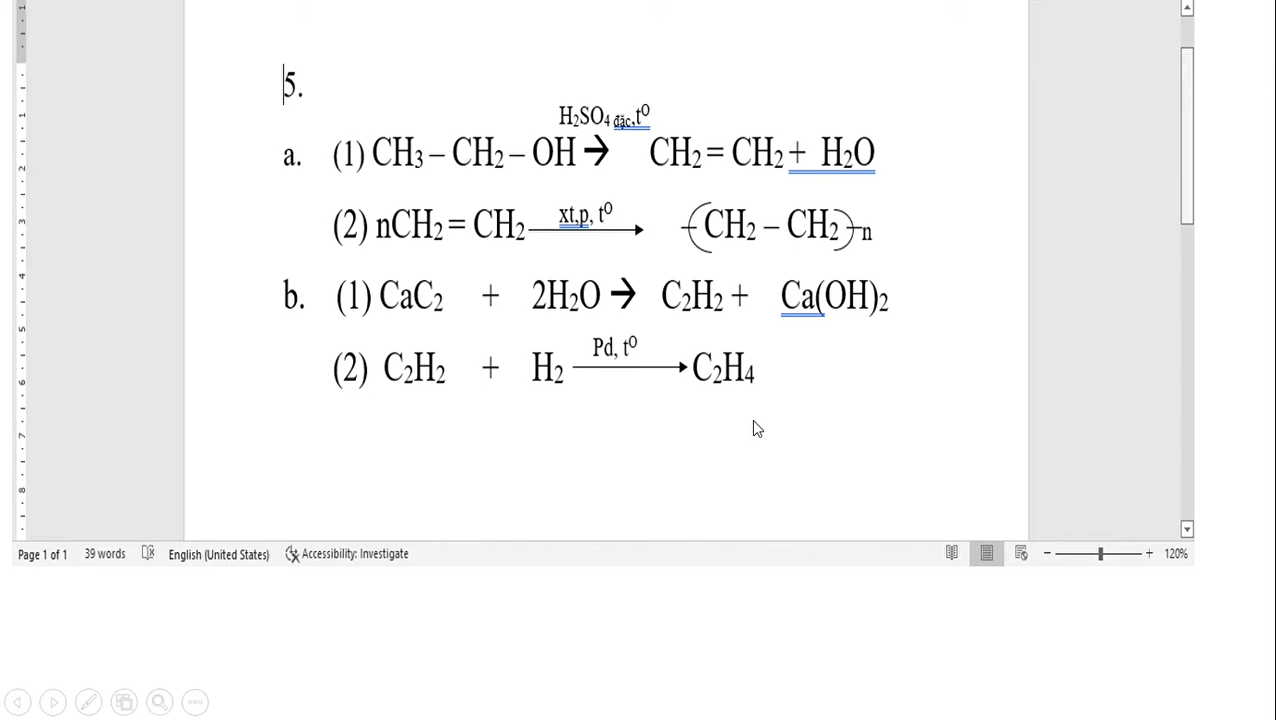 5.
H₂SO₄ đặc,t⁰
a. (1) CH₃ – CH₂ – OH → CH₂ = CH₂ + H₂O
xt,p, t⁰
(2) nCH₂ = CH₂ → (CH₂ – CH₂)n
b. (1) CaC₂ + 2H₂O → C₂H₂ + Ca(OH)₂
Pd, t⁰
(2) C₂H₂ + H₂ → C₂H₄
Page 1 of 1 39 words English (United States) Accessibility: Investigate 120%